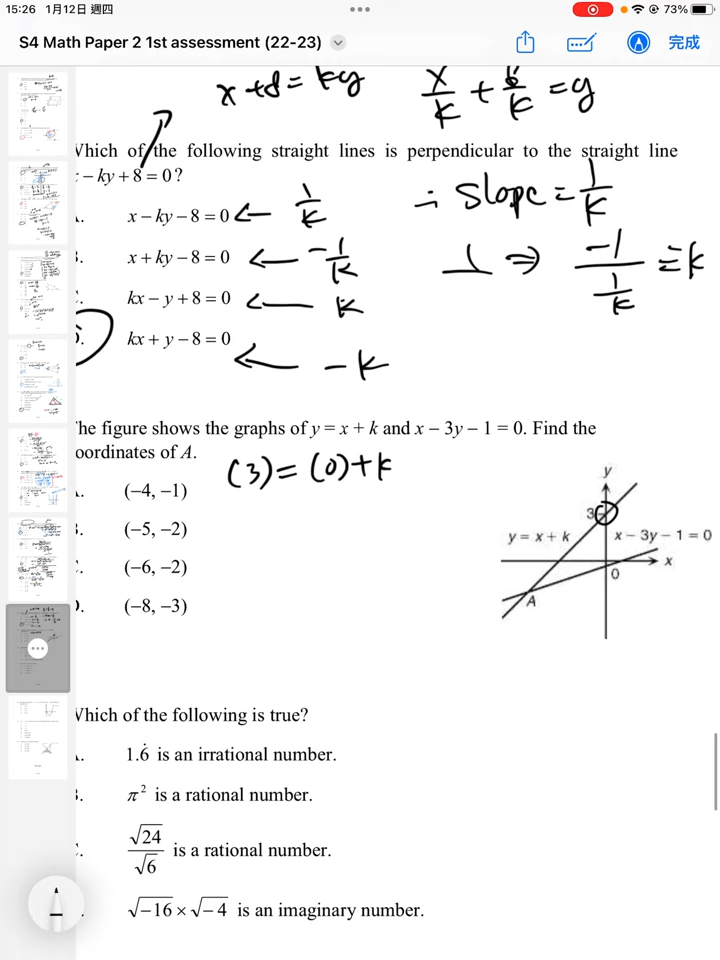 15:26 1月12日 週四
73%
S4 Math Paper 2 1st assessment (22-23)
完成
x+8=ky
x/k + 8/k = y
Which of the following straight lines is perpendicular to the straight line
x − ky + 8 = 0?
∴ slope = 1/k
x − ky − 8 = 0 ← 1/k
B. x + ky − 8 = 0 ← −1/k
⊥ ⇒ −1/(1/k) = −k
C. kx − y + 8 = 0 ← k
D. kx + y − 8 = 0 ← −k
The figure shows the graphs of y = x + k and x − 3y − 1 = 0. Find the
coordinates of A.
(3) = (0) + k
A. (−4, −1)
B. (−5, −2)
C. (−6, −2)
D. (−8, −3)
y
3
y = x + k
x − 3y − 1 = 0
x
0
A
Which of the following is true?
A. 1.6̇ is an irrational number.
B. π² is a rational number.
C. √24/√6 is a rational number.
√−16 × √−4 is an imaginary number.